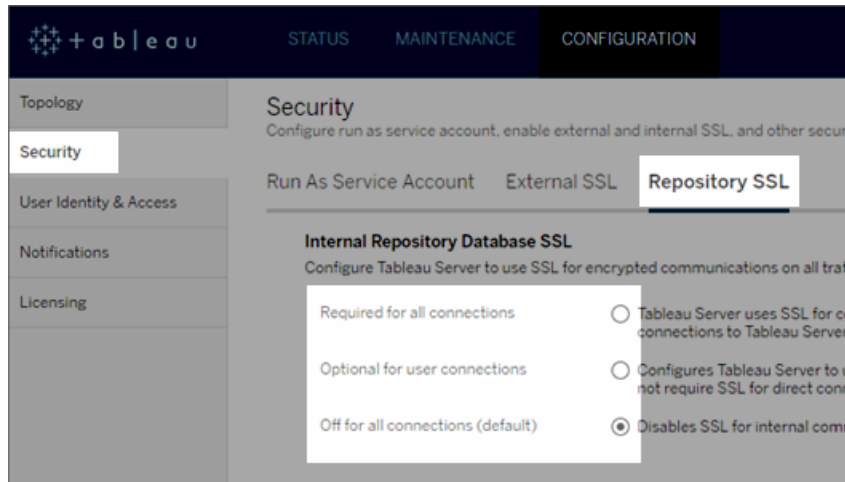 + a b | e a u STATUS MAINTENANCE CONFIGURATION
Topology
Security
User Identity & Access
Notifications
Licensing
Security
Configure run as service account, enable external and internal SSL, and other secur
Run As Service Account External SSL Repository SSL
Internal Repository Database SSL
Configure Tableau Server to use SSL for encrypted communications on all traf
Required for all connections Tableau Server uses SSL for c
connections to Tableau Server
Optional for user connections Configures Tableau Server to u
not require SSL for direct conn
Off for all connections (default) Disables SSL for internal comm